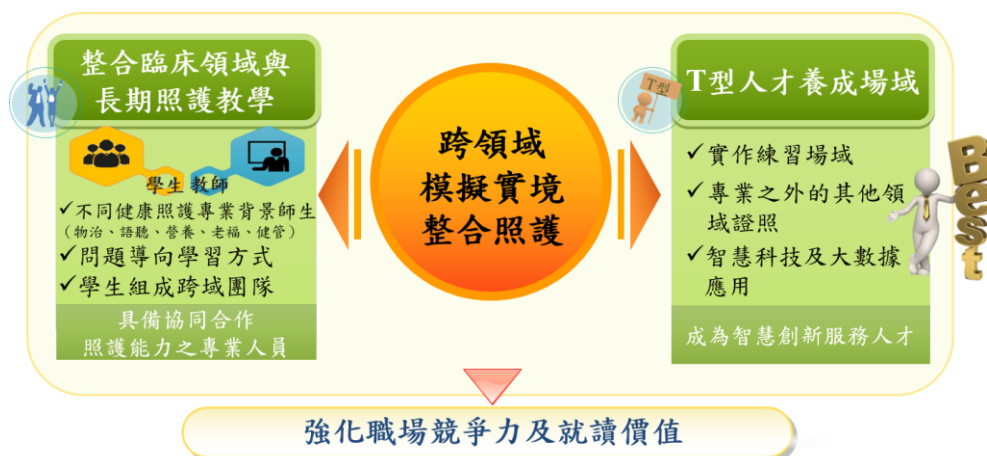 整合臨床領域與
長期照護教學
學生 教師
✓不同健康照護專業背景師生
(物治、語聽、營養、老福、健管)
✓問題導向學習方式
✓學生組成跨域團隊
具備協同合作
照護能力之專業人員
跨領域
模擬實境
整合照護
T型
T型人才養成場域
✓實作練習場域
✓專業之外的其他領
域證照
✓智慧科技及大數據
應用
成為智慧創新服務人才
Best
強化職場競爭力及就讀價值